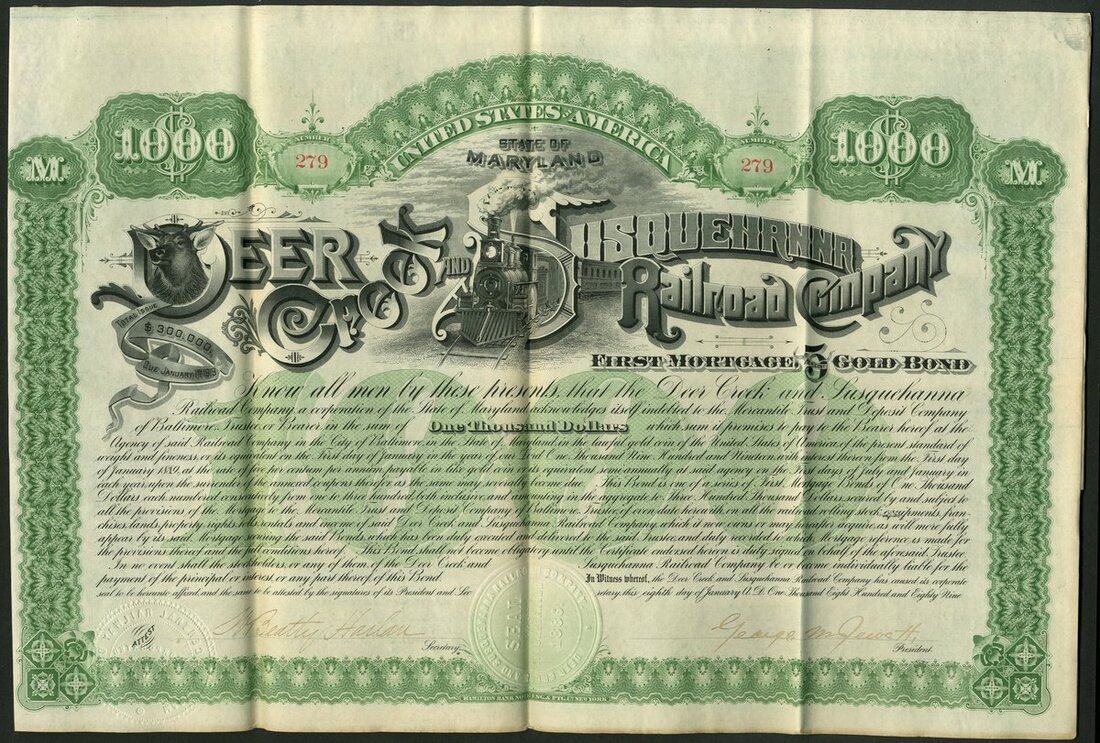 UNITED STATES OF AMERICA
1000 $
NUMBER
279
NUMBER
279
1000 $
M
M
STATE OF
MARYLAND
DEER CREEK AND SUSQUEHANNA
Railroad Company
TOTAL ISSUE
$300,000.
DUE JANUARY 1919
FIRST MORTGAGE, 5 GOLD BOND
Know all men by these presents, that the Deer Creek and Susquehanna
Railroad Company, a corporation of the State of Maryland, acknowledges itself indebted to the Mercantile Trust and Deposit Company
of Baltimore, Trustee, or Bearer, in the sum of One Thousand Dollars which sum it promises to pay to the Bearer hereof at the
Agency of said Railroad Company in the City of Baltimore, in the State of Maryland, in the lawful gold coin of the United States of America, of the present standard of
weight and fineness, or its equivalent on the First day of January in the year of our Lord One Thousand Nine Hundred and Nineteen, with interest thereon from the First day
of January 1889, at the rate of five per centum per annum, payable in like gold coin or its equivalent semi-annually at said agency on the First days of July and January in
each year, upon the surrender of the annexed coupons therefor, as the same may severally become due. This Bond is one of a series of First Mortgage Bonds of One Thousand
Dollars each, numbered consecutively from one to three hundred, both inclusive, and amounting in the aggregate to Three Hundred Thousand Dollars, secured by and subject to
all the provisions of the Mortgage to the Mercantile Trust and Deposit Company of Baltimore, Trustee, of even date herewith, on all the railroad, rolling stock, equipments, fran-
chises, lands, property, rights, rolls, rentals and income of said Deer Creek and Susquehanna Railroad Company, which it now owns or may hereafter acquire, as will more fully
appear by its said Mortgage to secure the said bonds, which has been duly executed and delivered to the said Trustee, and duly recorded, to which Mortgage reference is made for
the provisions thereof and the full conditions hereof. This Bond shall not become obligatory until the Certificate endorsed hereon is duly signed on behalf of the aforesaid Trustee.
In no event shall the stockholders, or any of them, of the Deer Creek and Susquehanna Railroad Company be or become individually liable for the
payment of the principal or interest, or any part thereof, of this Bond. In Witness whereof, the Deer Creek and Susquehanna Railroad Company has caused its corporate
seal to be hereunto affixed, and the same to be attested by the signatures of its President and Secretary, this eighth day of January A.D. One Thousand Eight Hundred and Eighty Nine
ATTEST
Beatty Harlan
Secretary.
SEAL
1885
George M. Jewett
President.
M
HAMILTON BANK NOTE ENG. & PTG. CO. NEW YORK